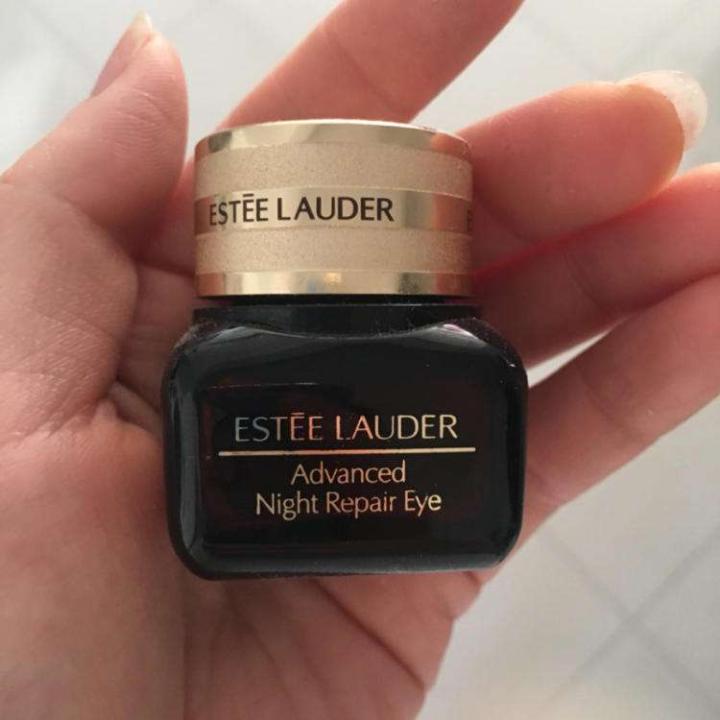 ESTĒE LAUDER
ESTĒE LAUDER
Advanced
Night Repair Eye